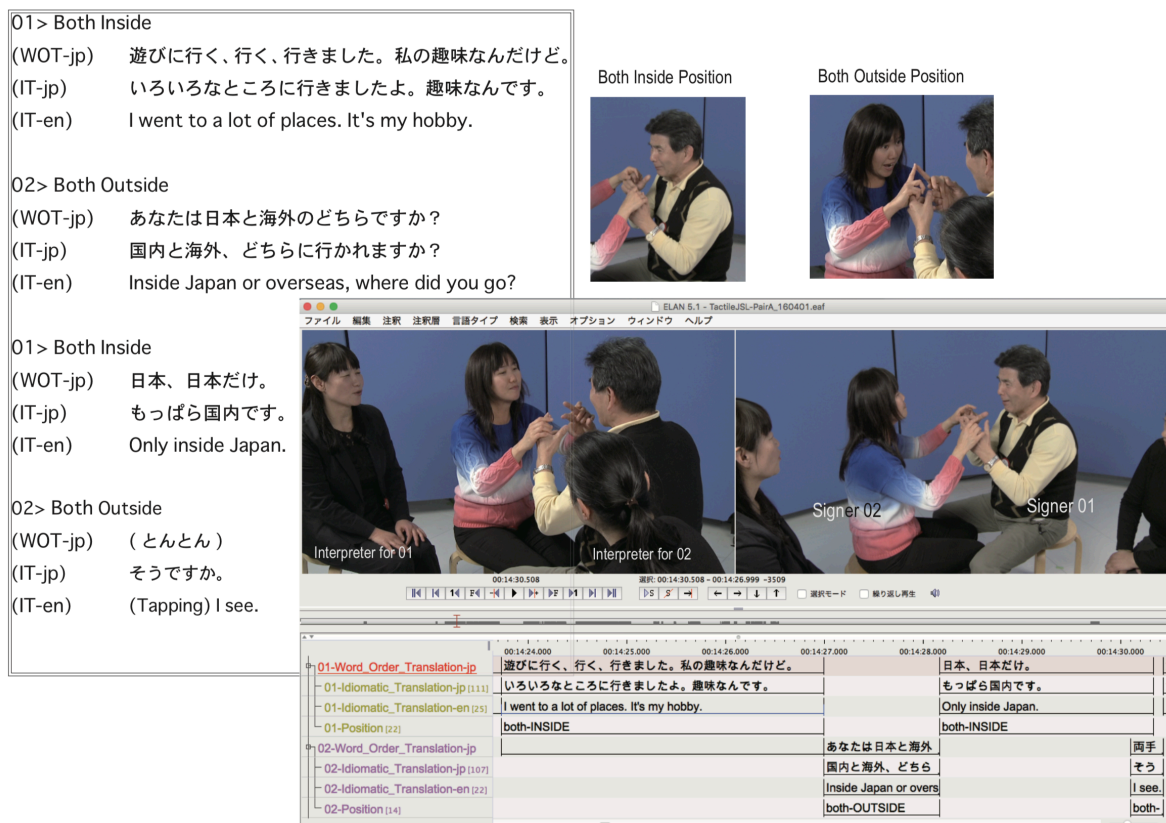 01> Both Inside
(WOT-jp) 遊びに行く、行く、行きました。私の趣味なんだけど。
(IT-jp) いろいろなところに行きましたよ。趣味なんです。
(IT-en) I went to a lot of places. It's my hobby.
02> Both Outside
(WOT-jp) あなたは日本と海外のどちらですか？
(IT-jp) 国内と海外、どちらに行かれますか？
(IT-en) Inside Japan or overseas, where did you go?
01> Both Inside
(WOT-jp) 日本、日本だけ。
(IT-jp) もっぱら国内です。
(IT-en) Only inside Japan.
02> Both Outside
(WOT-jp) ( とんとん )
(IT-jp) そうですか。
(IT-en) (Tapping) I see.
Both Inside Position
Both Outside Position
ELAN 5.1 - TactileJSL-PairA_160401.eaf
ファイル 編集 注釈 注釈層 言語タイプ 検索 表示 オプション ウィンドウ ヘルプ
Interpreter for 01
Interpreter for 02
Signer 02
Signer 01
00:14:30.508
選択: 00:14:30.508 - 00:14:26.999 -3509
選択モード 繰り返し再生
00:14:24.000 00:14:25.000 00:14:26.000 00:14:27.000 00:14:28.000 00:14:29.000 00:14:30.000
01-Word_Order_Translation-jp 遊びに行く、行く、行きました。私の趣味なんだけど。 日本、日本だけ。
01-Idiomatic_Translation-jp [111] いろいろなところに行きましたよ。趣味なんです。 もっぱら国内です。
01-Idiomatic_Translation-en [25] I went to a lot of places. It's my hobby. Only inside Japan.
01-Position [22] both-INSIDE both-INSIDE
02-Word_Order_Translation-jp あなたは日本と海外 両手
02-Idiomatic_Translation-jp [107] 国内と海外、どちら そう
02-Idiomatic_Translation-en [22] Inside Japan or overs I see.
02-Position [14] both-OUTSIDE both-